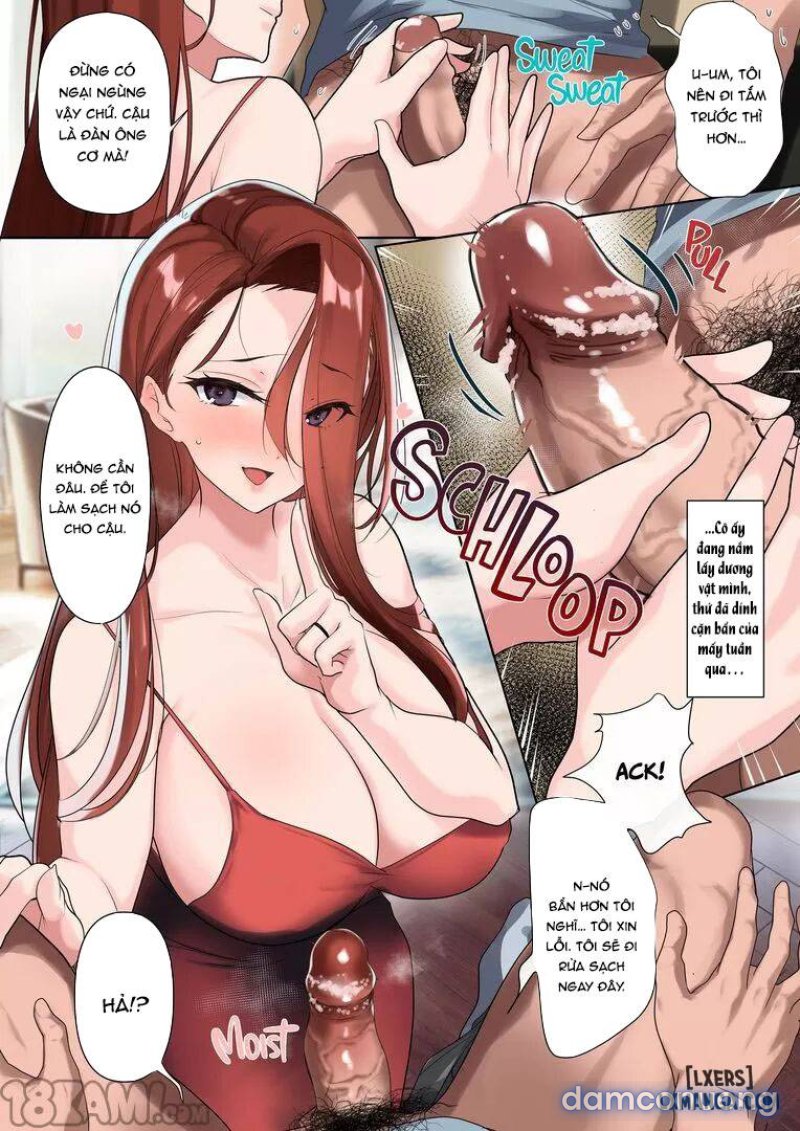 ĐỪNG CÓ
NGẠI NGÙNG
VẬY CHỨ. CẬU
LÀ ĐÀN ÔNG
CƠ MÀ!
SWEAT
SWEAT
U-UM, TÔI
NÊN ĐI TẮM
TRƯỚC THÌ
HƠN...
PULL
KHÔNG CẦN
ĐÂU. ĐỂ TÔI
LÀM SẠCH NÓ
CHO CẬU.
SCHLOOP
...Cô ấy
đang nắm
lấy dương
vật mình,
thứ đã dính
cặn bẩn của
mấy tuần
qua...
ACK!
N-NÓ
BẨN HƠN TÔI
NGHĨ... TÔI XIN
LỖI. TÔI SẼ ĐI
RỬA SẠCH
NGAY ĐÂY.
HẢ!?
MOIST
[LXERS]
18KAMI.COM